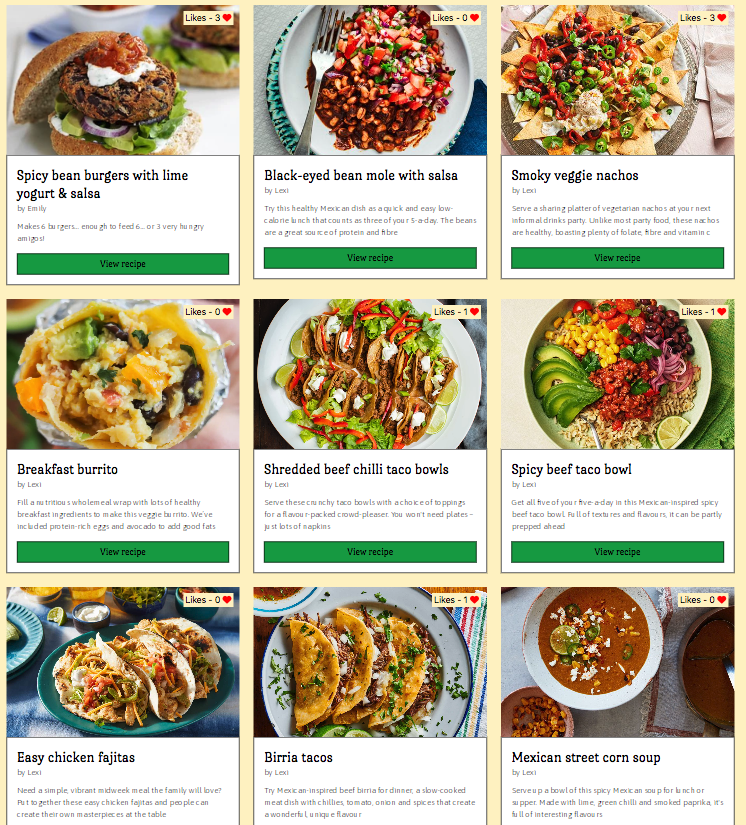 Likes - 3
Likes - 0
Likes - 3
Spicy bean burgers with lime
yogurt & salsa
by Emily
Makes 6 burgers... enough to feed 6... or 3 very hungry
amigos!
View recipe
Black-eyed bean mole with salsa
by Lexi
Try this healthy Mexican dish as a quick and easy low-
calorie lunch that counts as three of your 5-a-day. The beans
are a great source of protein and fibre
View recipe
Smoky veggie nachos
by Lexi
Serve a sharing platter of vegetarian nachos at your next
informal drinks party. Unlike most party food, these nachos
are healthy, boasting plenty of folate, fibre and vitamin c
View recipe
Likes - 0
Likes - 1
Likes - 1
Breakfast burrito
by Lexi
Fill a nutritious wholemeal wrap with lots of healthy
breakfast ingredients to make this veggie burrito. We've
included protein-rich eggs and avocado to add good fats
View recipe
Shredded beef chilli taco bowls
by Lexi
Serve these crunchy taco bowls with a choice of toppings
for a flavour-packed crowd-pleaser. You won't need plates –
just lots of napkins
View recipe
Spicy beef taco bowl
by Lexi
Get all five of your five-a-day in this Mexican-inspired spicy
beef taco bowl. Full of textures and flavours, it can be partly
prepped ahead
View recipe
Likes - 0
Likes - 1
Likes - 0
Easy chicken fajitas
by Lexi
Need a simple, vibrant midweek meal the family will love?
Put together these easy chicken fajitas and people can
create their own masterpieces at the table
Birria tacos
by Lexi
Try Mexican-inspired beef birria for dinner, a slow-cooked
meat dish with chillies, tomato, onion and spices that create
a wonderful, unique flavour
Mexican street corn soup
by Lexi
Serve up a bowl of this spicy Mexican soup for lunch or
supper. Made with lime, green chilli and smoked paprika, it's
full of interesting flavours